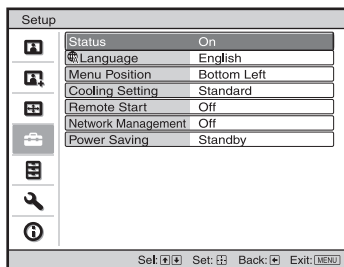 Setup
Status On
Language English
Menu Position Bottom Left
Cooling Setting Standard
Remote Start Off
Network Management Off
Power Saving Standby
Sel: Set: Back: Exit: MENU